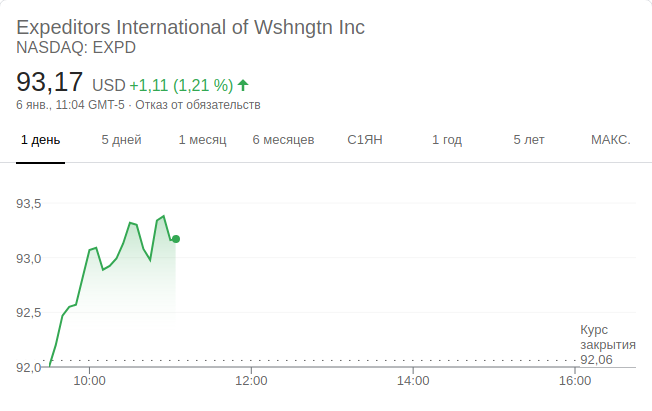 Expeditors International of Wshngtn Inc
NASDAQ: EXPD
93,17 USD +1,11 (1,21 %)
6 янв., 11:04 GMT-5 · Отказ от обязательств
1 день 5 дней 1 месяц 6 месяцев С1ЯН 1 год 5 лет МАКС.
93,5
93,0
92,5
92,0
Курс
закрытия
92,06
10:00 12:00 14:00 16:00